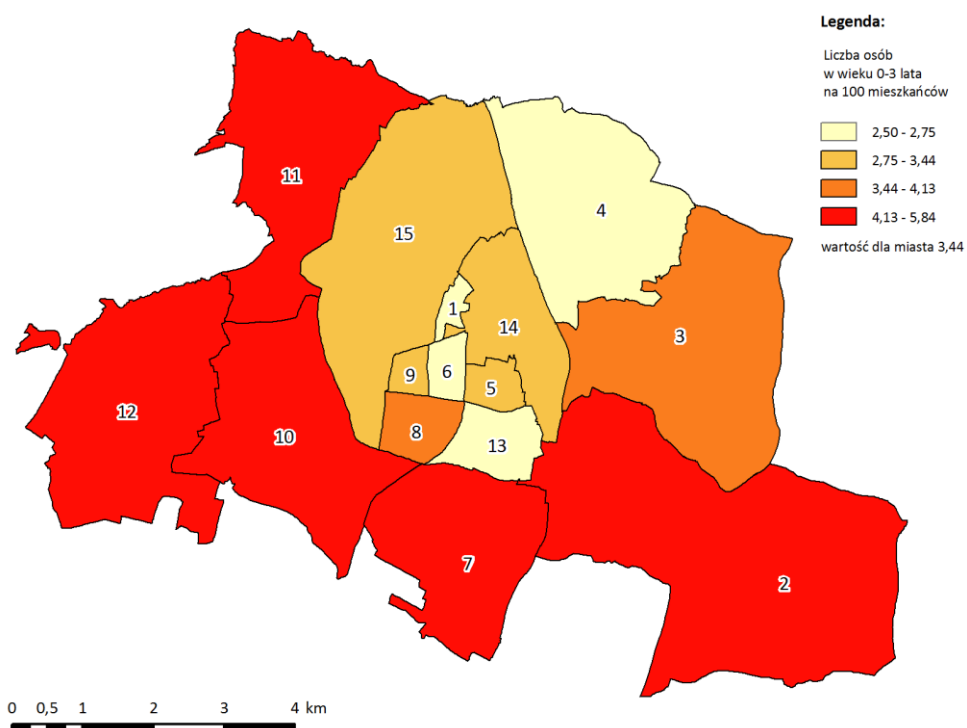 Legenda:
Liczba osób
w wieku 0-3 lata
na 100 mieszkańców
2,50 - 2,75
2,75 - 3,44
3,44 - 4,13
4,13 - 5,84
wartość dla miasta 3,44
11
4
15
1
14
3
6
9
5
12
10
8
13
7
2
0 0,5 1 2 3 4 km